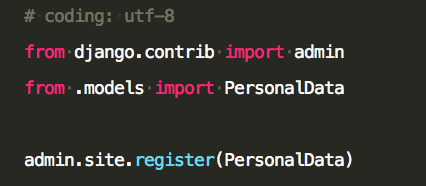 # coding: utf-8
from django.contrib import admin
from .models import PersonalData
admin.site.register(PersonalData)